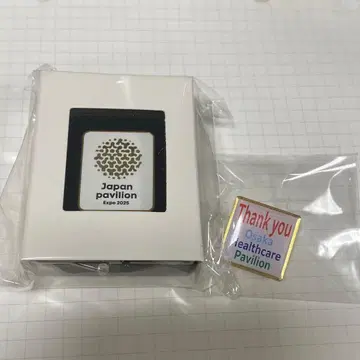 Japan
pavilion
Expo 2025
Thank you
Osaka
Healthcare
Pavilion